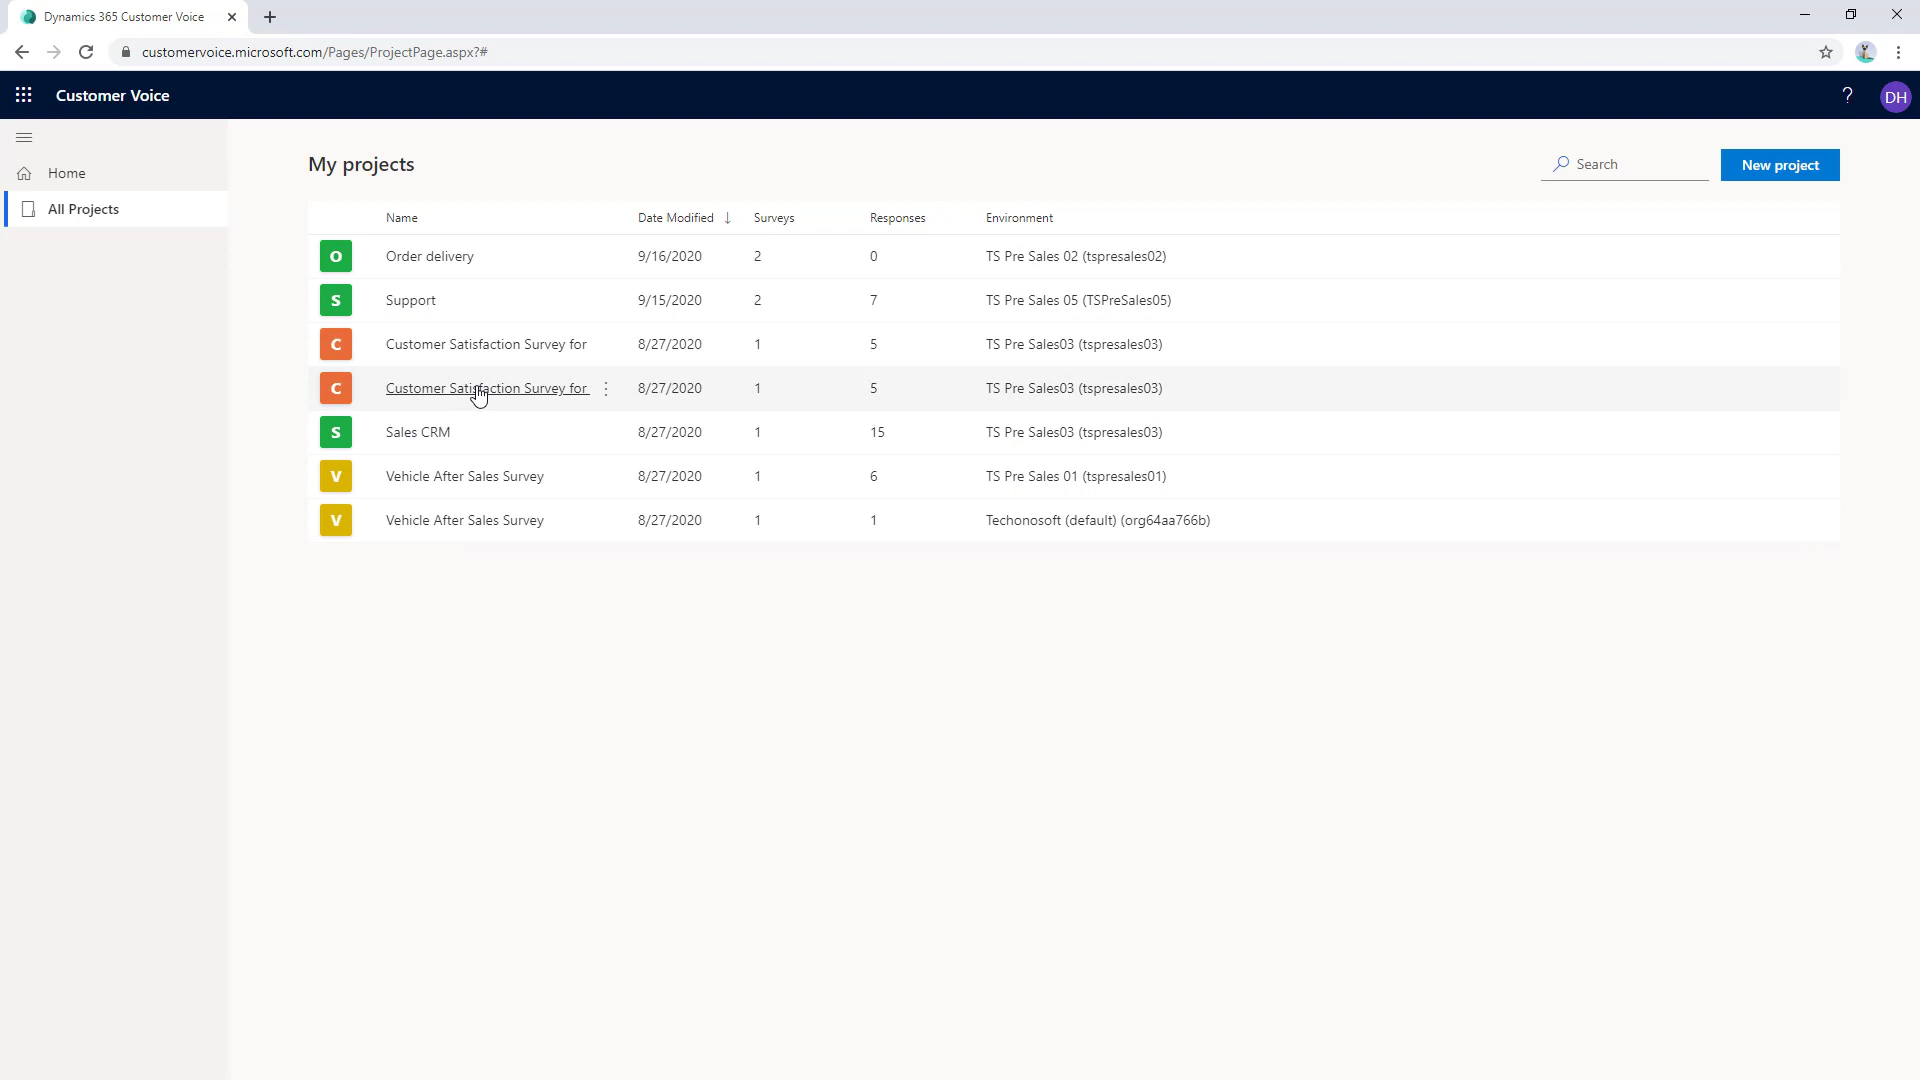 Dynamics 365 Customer Voice
customervoice.microsoft.com/Pages/ProjectPage.aspx?#
Customer Voice ? DH
Home
All Projects
My projects Search New project
Name Date Modified ↓ Surveys Responses Environment
O Order delivery 9/16/2020 2 0 TS Pre Sales 02 (tspresales02)
S Support 9/15/2020 2 7 TS Pre Sales 05 (TSPreSales05)
C Customer Satisfaction Survey for 8/27/2020 1 5 TS Pre Sales03 (tspresales03)
C Customer Satisfaction Survey for 8/27/2020 1 5 TS Pre Sales03 (tspresales03)
S Sales CRM 8/27/2020 1 15 TS Pre Sales03 (tspresales03)
V Vehicle After Sales Survey 8/27/2020 1 6 TS Pre Sales 01 (tspresales01)
V Vehicle After Sales Survey 8/27/2020 1 1 Techonosoft (default) (org64aa766b)